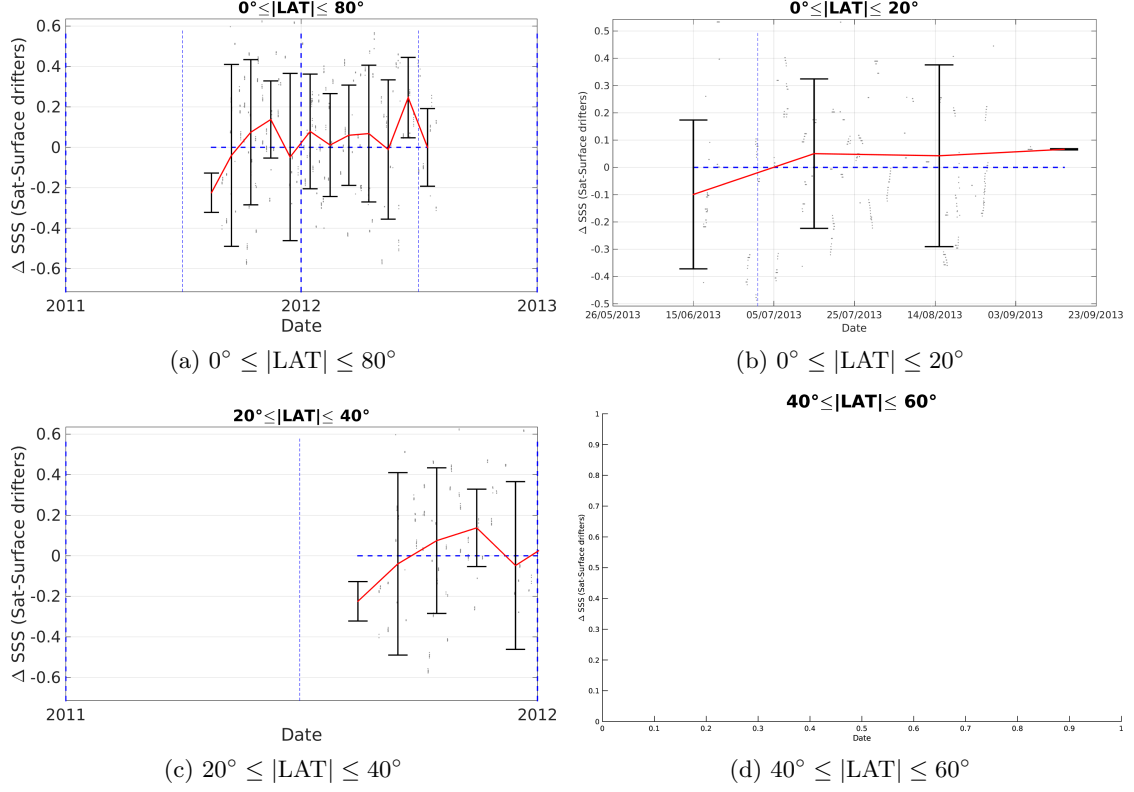 0°≤|LAT|≤ 80°
0.6
0.4
0.2
0
-0.2
-0.4
-0.6
Δ SSS (Sat-Surface drifters)
2011 2012 2013
Date
(a) 0° ≤ |LAT| ≤ 80°
0°≤|LAT|≤ 20°
0.5
0.4
0.3
0.2
0.1
0
-0.1
-0.2
-0.3
-0.4
-0.5
Δ SSS (Sat-Surface drifters)
26/05/2013 15/06/2013 05/07/2013 25/07/2013 14/08/2013 03/09/2013 23/09/2013
Date
(b) 0° ≤ |LAT| ≤ 20°
20°≤|LAT|≤ 40°
0.6
0.4
0.2
0
-0.2
-0.4
-0.6
Δ SSS (Sat-Surface drifters)
2011 2012
Date
(c) 20° ≤ |LAT| ≤ 40°
40°≤|LAT|≤ 60°
1
0.9
0.8
0.7
0.6
0.5
0.4
0.3
0.2
0.1
0
Δ SSS (Sat-Surface drifters)
0 0.1 0.2 0.3 0.4 0.5 0.6 0.7 0.8 0.9 1
Date
(d) 40° ≤ |LAT| ≤ 60°